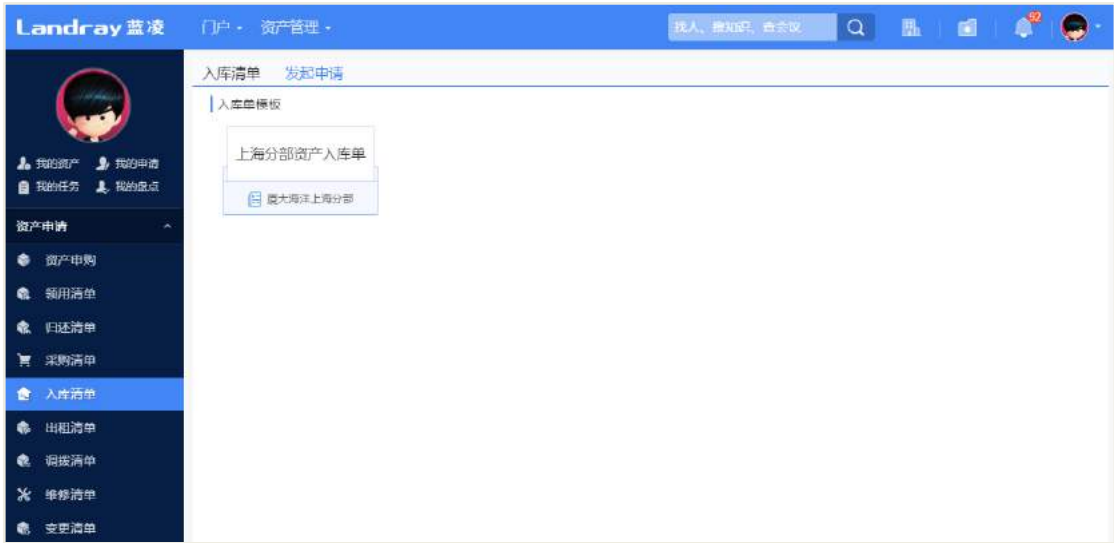 Landray 蓝凌
门户
资产管理
找人、搜知识、查会议
92
我的资产
我的申请
我的任务
我的盘点
资产申请
资产申购
领用清单
归还清单
采购清单
入库清单
出租清单
调拨清单
维修清单
变更清单
入库清单
发起申请
入库单模板
上海分部资产入库单
厦大海洋上海分部